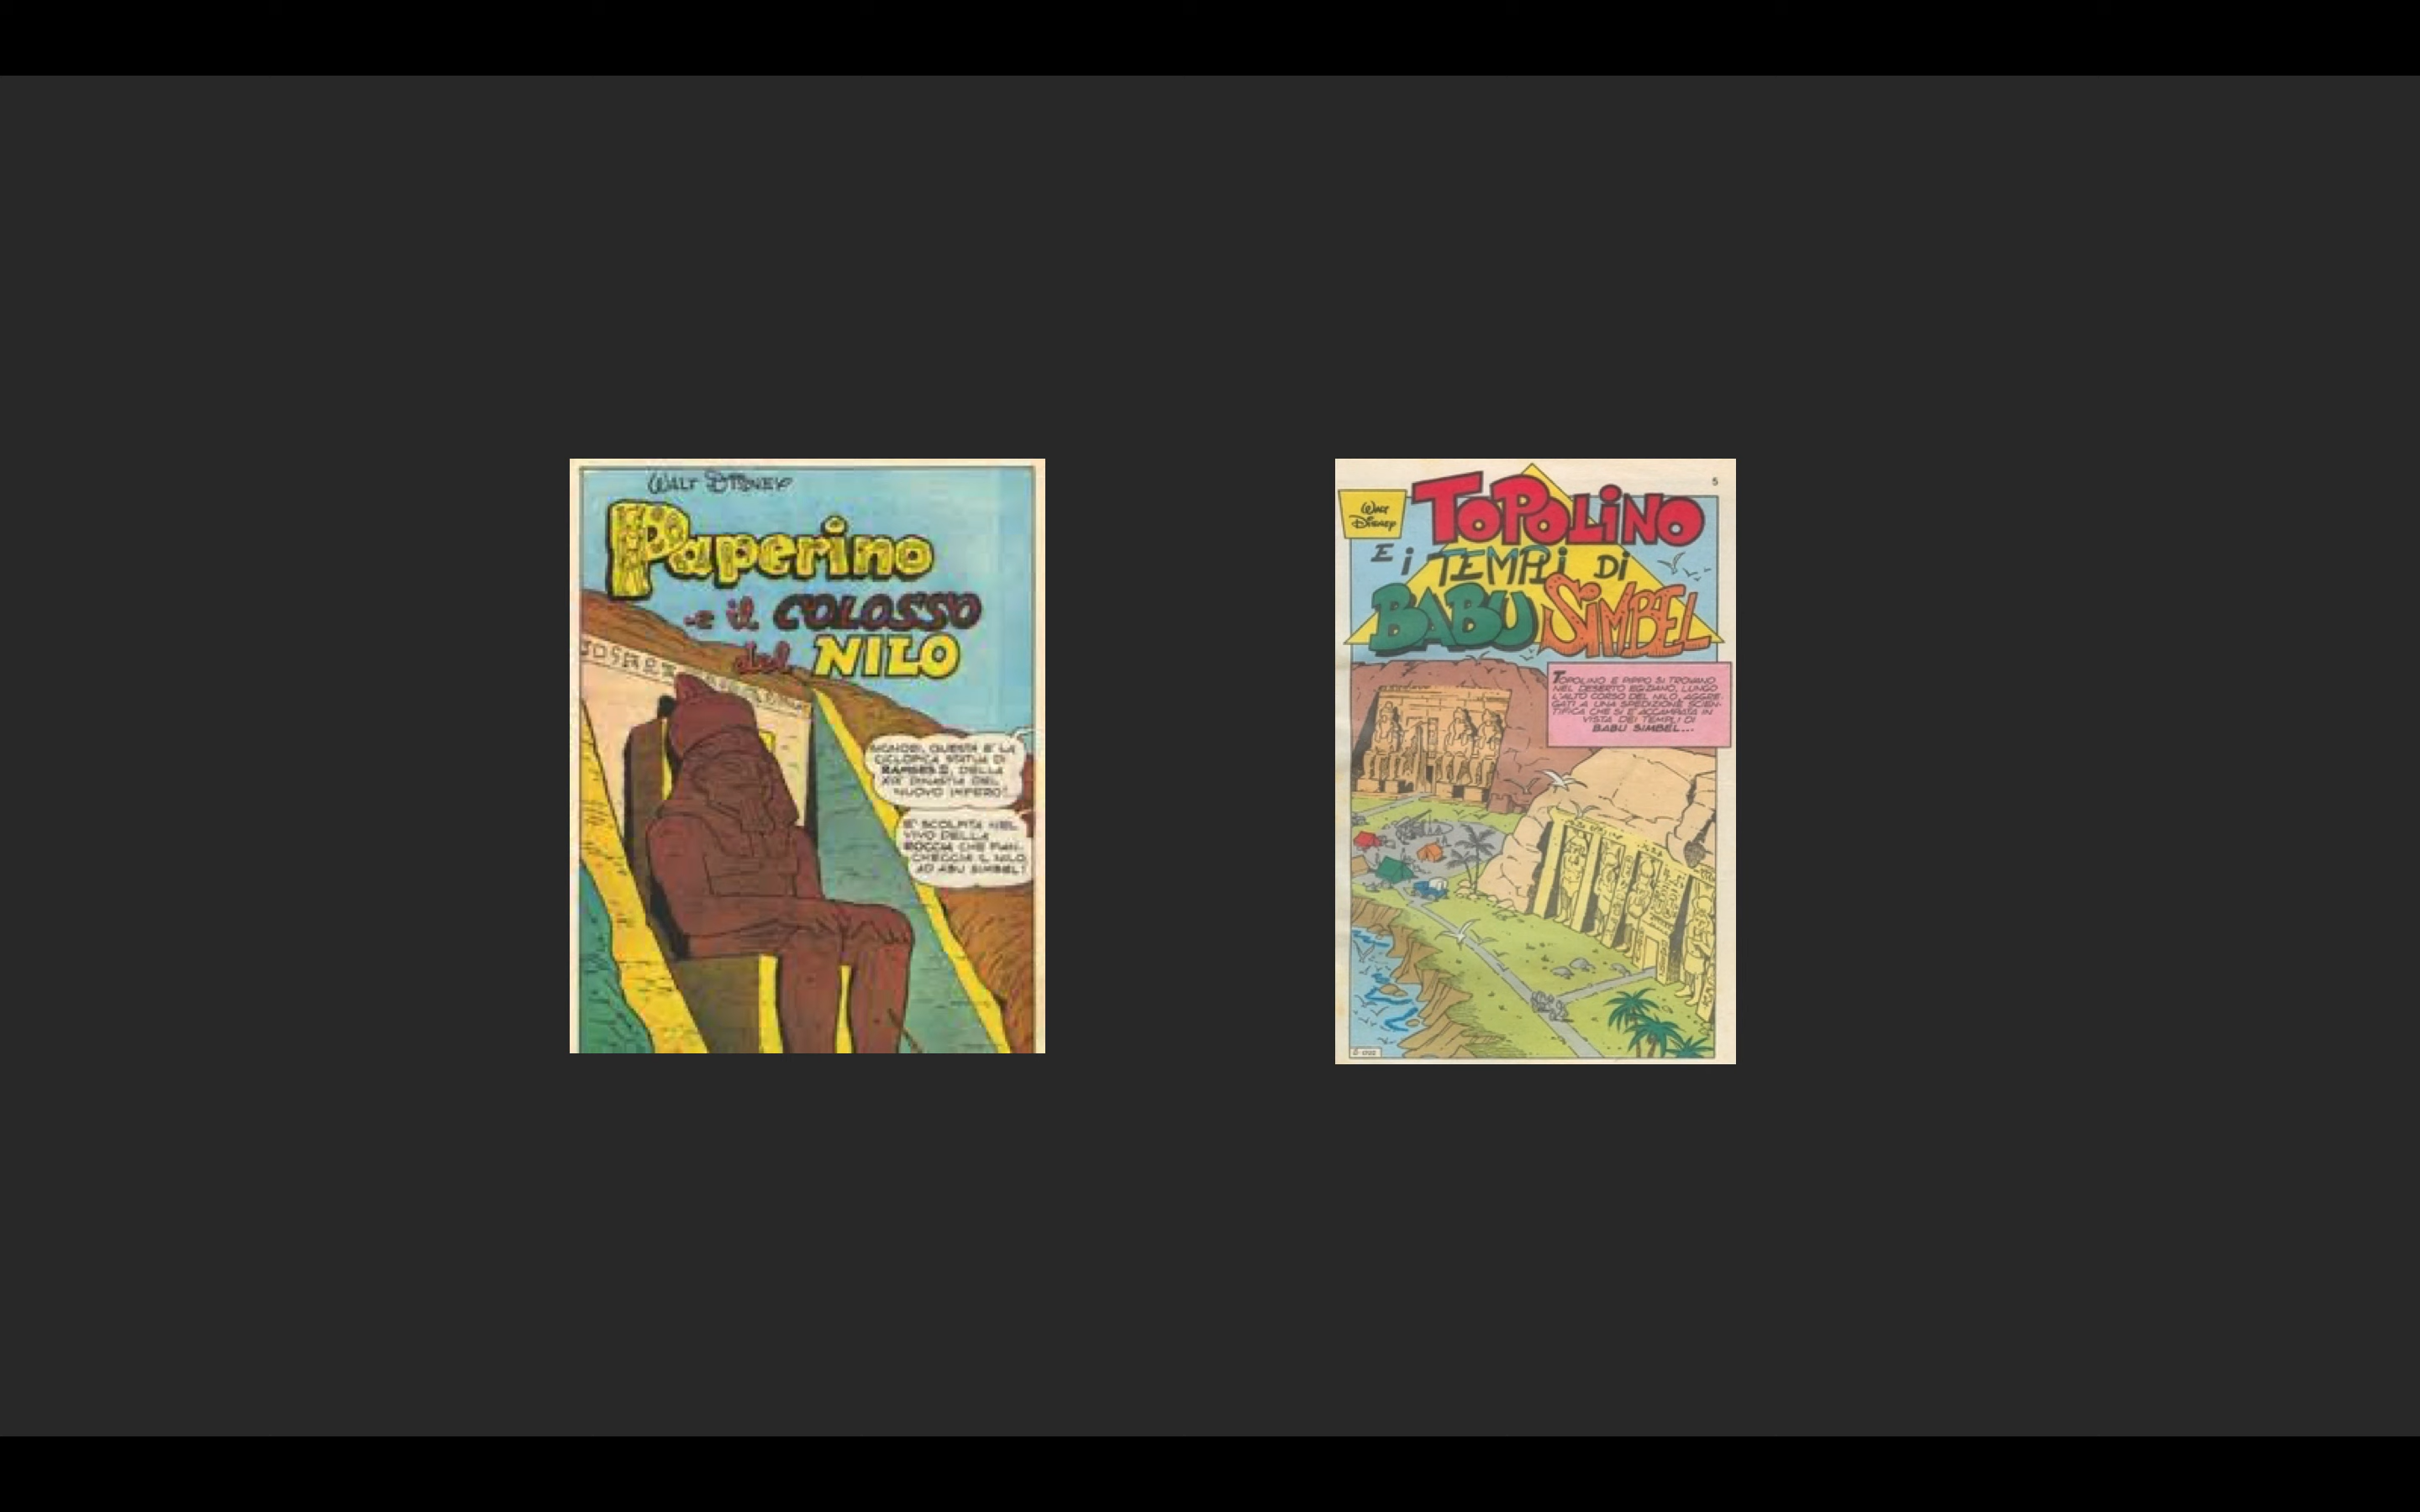 WALT DISNEY
Paperino
e il COLOSSO
del NILO
SIGNORI, QUESTA E' LA
CICLOPICA STATUA DI
RAMSES II, DELLA
XIX DINASTIA DEL
NUOVO IMPERO!
E' SCOLPITA NEL
VIVO DELLA
ROCCIA CHE FIAN-
CHEGGIA IL NILO
AD ABU SIMBEL!
5
WALT
DISNEY
TOPOLINO
E i TEMPLI DI
BABU SIMBEL
TOPOLINO E PIPPO SI TROVANO
NEL DESERTO EGIZIANO, LUNGO
L'ALTO CORSO DEL NILO, AGGRE-
GATI A UNA SPEDIZIONE SCIEN-
TIFICA CHE SI E' ACCAMPATA IN
VISTA DEI TEMPLI DI
BABU SIMBEL...